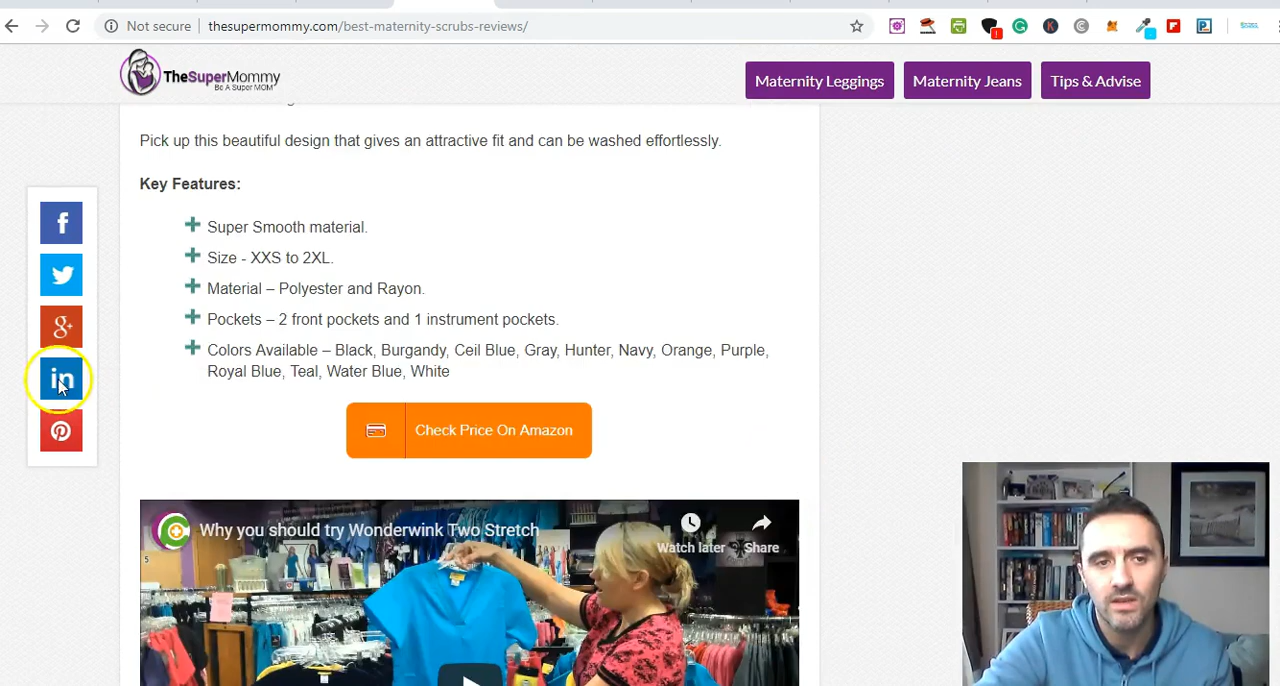 Not secure
thesupermommy.com/best-maternity-scrubs-reviews/
TheSuperMommy
Be A Super MOM
Maternity Leggings
Maternity Jeans
Tips & Advise
Pick up this beautiful design that gives an attractive fit and can be washed effortlessly.
Key Features:
Super Smooth material.
Size - XXS to 2XL.
Material – Polyester and Rayon.
Pockets – 2 front pockets and 1 instrument pockets.
Colors Available – Black, Burgandy, Ceil Blue, Gray, Hunter, Navy, Orange, Purple,
Royal Blue, Teal, Water Blue, White
f
g+
in
Check Price On Amazon
Why you should try Wonderwink Two Stretch
Watch later
Share